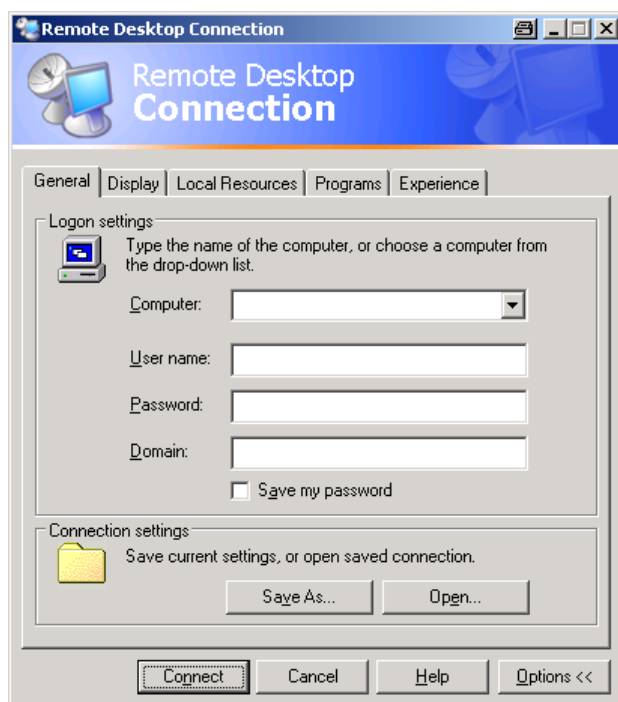 Remote Desktop Connection
Remote Desktop
Connection
General Display Local Resources Programs Experience
Logon settings
Type the name of the computer, or choose a computer from
the drop-down list.
Computer:
User name:
Password:
Domain:
Save my password
Connection settings
Save current settings, or open saved connection.
Save As... Open...
Connect Cancel Help Options <<